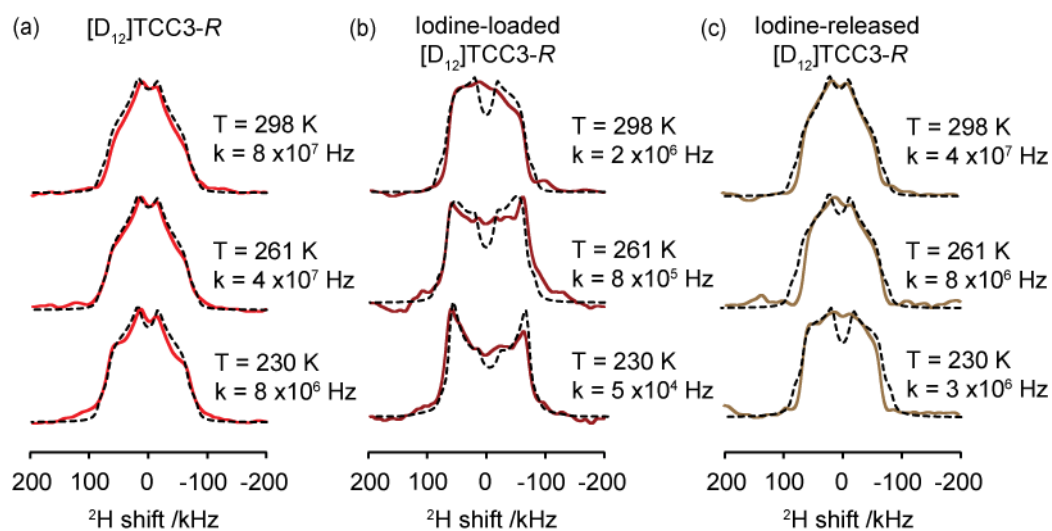 (a)
[D₁₂]TCC3-R
T = 298 K
k = 8 x10⁷ Hz
T = 261 K
k = 4 x10⁷ Hz
T = 230 K
k = 8 x10⁶ Hz
200 100 0 -100 -200
²H shift /kHz
(b)
Iodine-loaded
[D₁₂]TCC3-R
T = 298 K
k = 2 x10⁶ Hz
T = 261 K
k = 8 x10⁵ Hz
T = 230 K
k = 5 x10⁴ Hz
200 100 0 -100 -200
²H shift /kHz
(c)
Iodine-released
[D₁₂]TCC3-R
T = 298 K
k = 4 x10⁷ Hz
T = 261 K
k = 8 x10⁶ Hz
T = 230 K
k = 3 x10⁶ Hz
200 100 0 -100 -200
²H shift /kHz